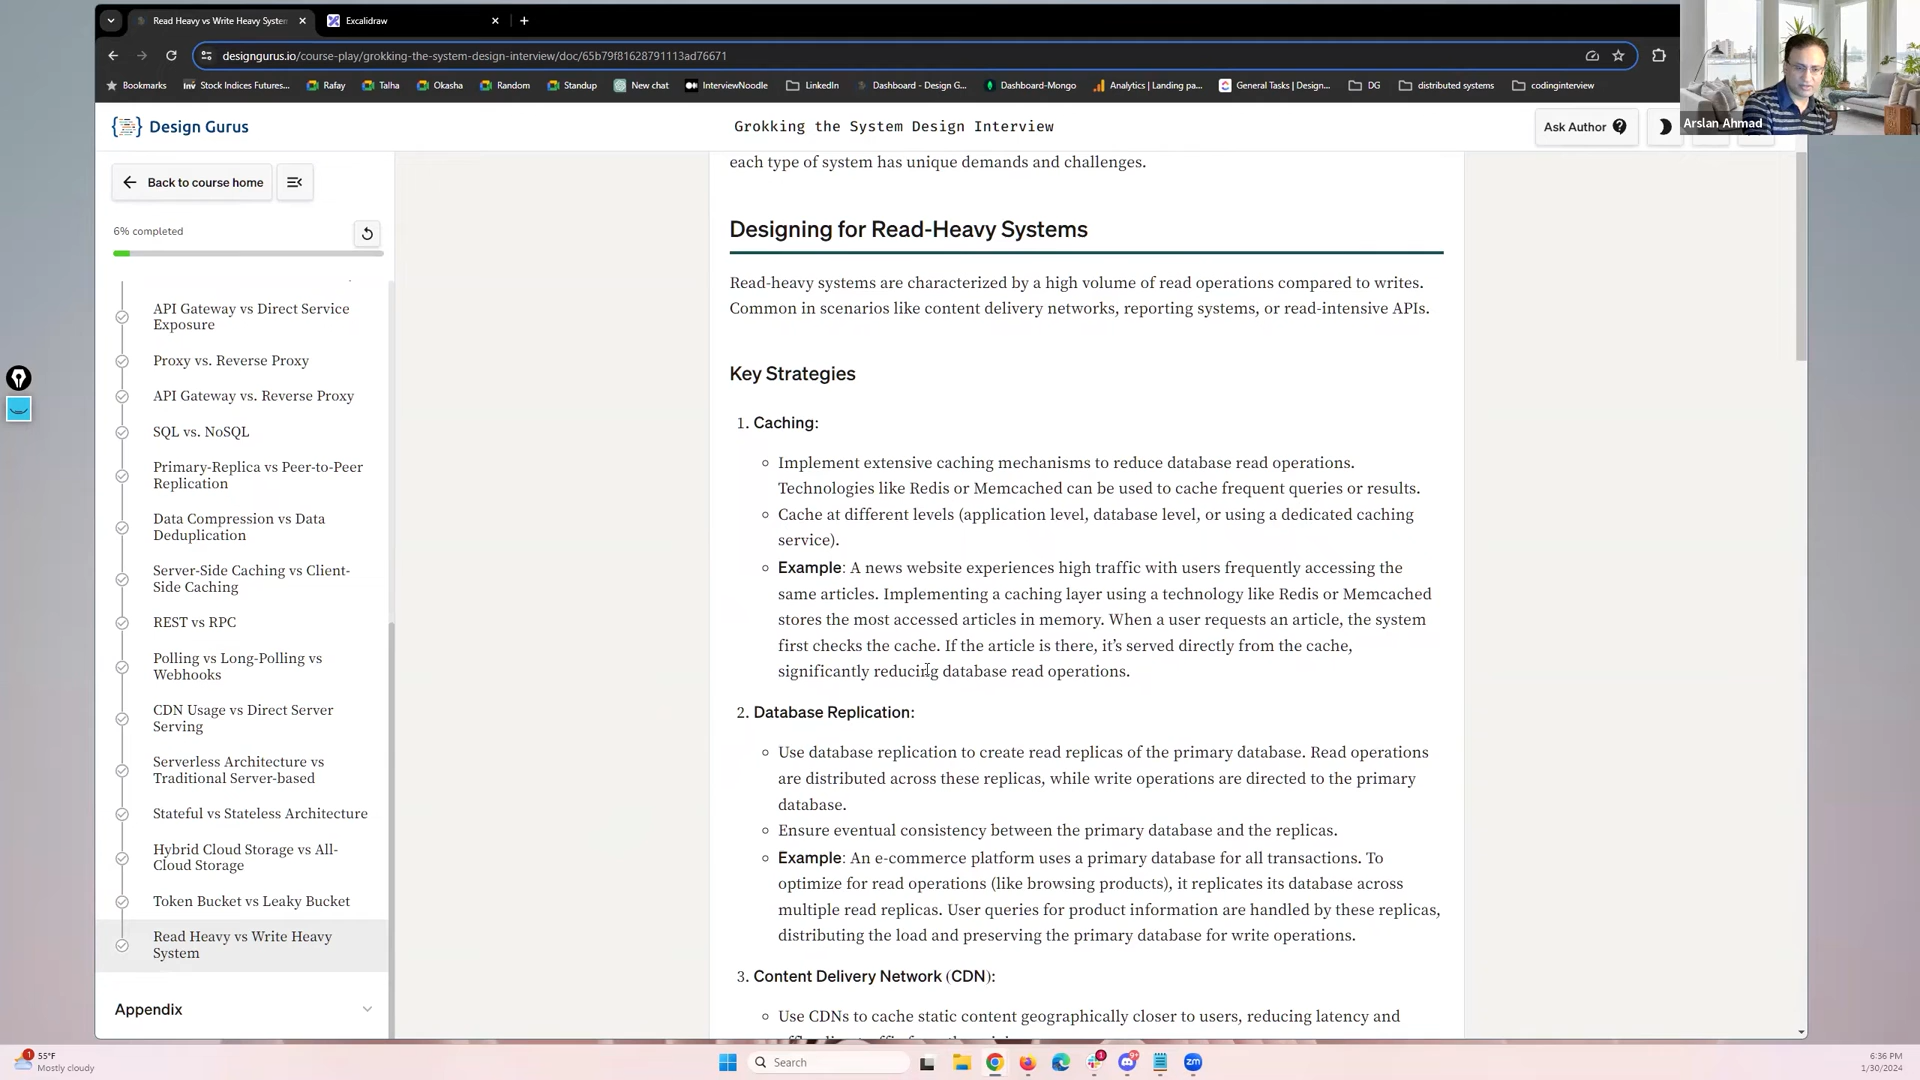 Read Heavy vs Write Heavy System
Excalidraw
designgurus.io/course-play/grokking-the-system-design-interview/doc/65b79f81628791113ad76671
Bookmarks
Stock Indices Futures...
Rafay
Talha
Okasha
Random
Standup
New chat
InterviewNoodle
LinkedIn
Dashboard - Design G...
Dashboard-Mongo
Analytics | Landing pa...
General Tasks | Design...
DG
distributed systems
codinginterview
Arslan Ahmad
Design Gurus
Grokking the System Design Interview
Ask Author
Back to course home
6% completed
API Gateway vs Direct Service
Exposure
Proxy vs. Reverse Proxy
API Gateway vs. Reverse Proxy
SQL vs. NoSQL
Primary-Replica vs Peer-to-Peer
Replication
Data Compression vs Data
Deduplication
Server-Side Caching vs Client-
Side Caching
REST vs RPC
Polling vs Long-Polling vs
Webhooks
CDN Usage vs Direct Server
Serving
Serverless Architecture vs
Traditional Server-based
Stateful vs Stateless Architecture
Hybrid Cloud Storage vs All-
Cloud Storage
Token Bucket vs Leaky Bucket
Read Heavy vs Write Heavy
System
Appendix
each type of system has unique demands and challenges.
Designing for Read-Heavy Systems
Read-heavy systems are characterized by a high volume of read operations compared to writes.
Common in scenarios like content delivery networks, reporting systems, or read-intensive APIs.
Key Strategies
1. Caching:
Implement extensive caching mechanisms to reduce database read operations.
Technologies like Redis or Memcached can be used to cache frequent queries or results.
Cache at different levels (application level, database level, or using a dedicated caching
service).
Example: A news website experiences high traffic with users frequently accessing the
same articles. Implementing a caching layer using a technology like Redis or Memcached
stores the most accessed articles in memory. When a user requests an article, the system
first checks the cache. If the article is there, it's served directly from the cache,
significantly reducing database read operations.
2. Database Replication:
Use database replication to create read replicas of the primary database. Read operations
are distributed across these replicas, while write operations are directed to the primary
database.
Ensure eventual consistency between the primary database and the replicas.
Example: An e-commerce platform uses a primary database for all transactions. To
optimize for read operations (like browsing products), it replicates its database across
multiple read replicas. User queries for product information are handled by these replicas,
distributing the load and preserving the primary database for write operations.
3. Content Delivery Network (CDN):
Use CDNs to cache static content geographically closer to users, reducing latency and
55°F
Mostly cloudy
Search
6:36 PM
1/30/2024